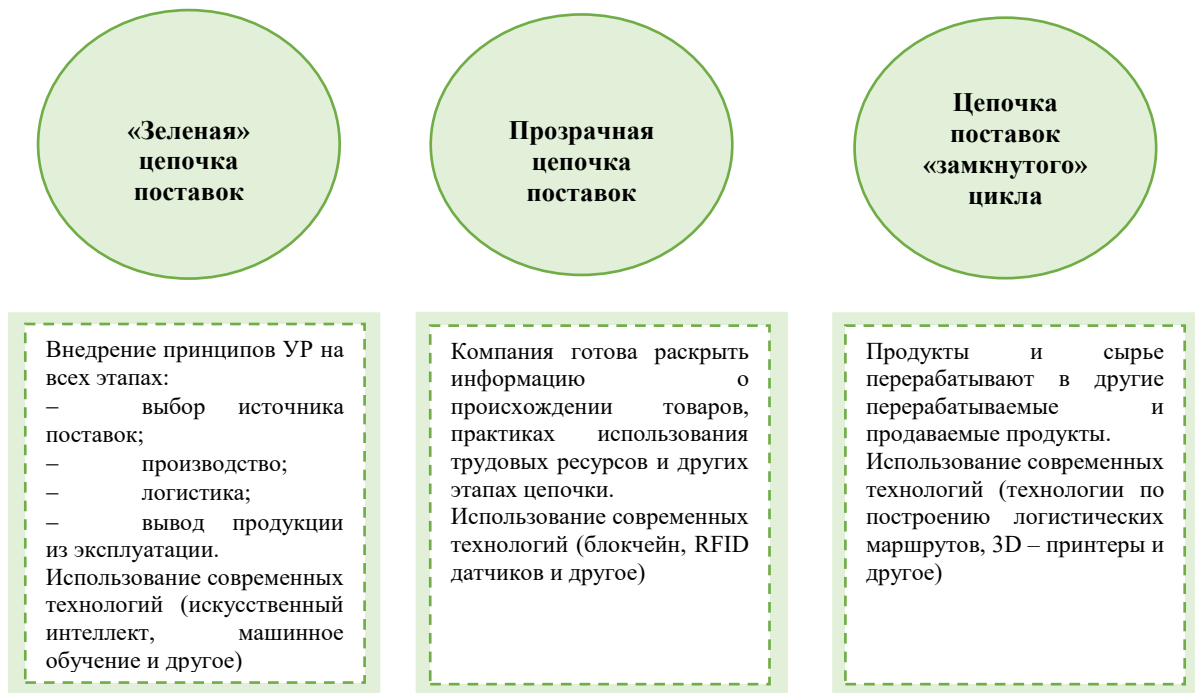 «Зеленая»
цепочка
поставок
Прозрачная
цепочка
поставок
Цепочка
поставок
«замкнутого»
цикла
Внедрение принципов УР на
всех этапах:
– выбор источника
поставок;
– производство;
– логистика;
– вывод продукции
из эксплуатации.
Использование современных
технологий (искусственный
интеллект, машинное
обучение и другое)
Компания готова раскрыть
информацию о
происхождении товаров,
практиках использования
трудовых ресурсов и других
этапах цепочки.
Использование современных
технологий (блокчейн, RFID
датчиков и другое)
Продукты и сырье
перерабатывают в другие
перерабатываемые и
продаваемые продукты.
Использование современных
технологий (технологии по
построению логистических
маршрутов, 3D – принтеры и
другое)